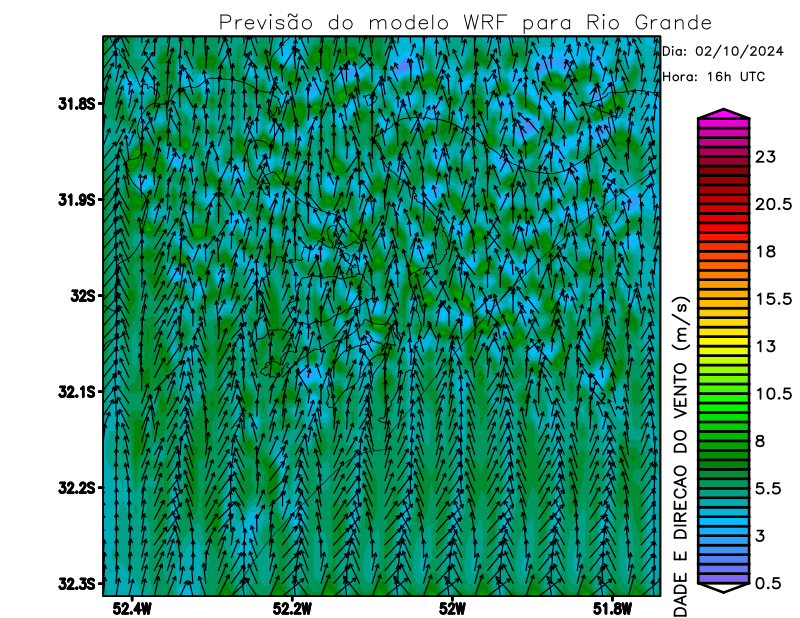 Previsão do modelo WRF para Rio Grande
Dia: 02/10/2024
Hora: 16h UTC
31.8S
31.9S
32S
32.1S
32.2S
32.3S
52.4W
52.2W
52W
51.8W
23
20.5
18
15.5
13
10.5
8
5.5
3
0.5
DADE E DIRECAO DO VENTO (m/s)